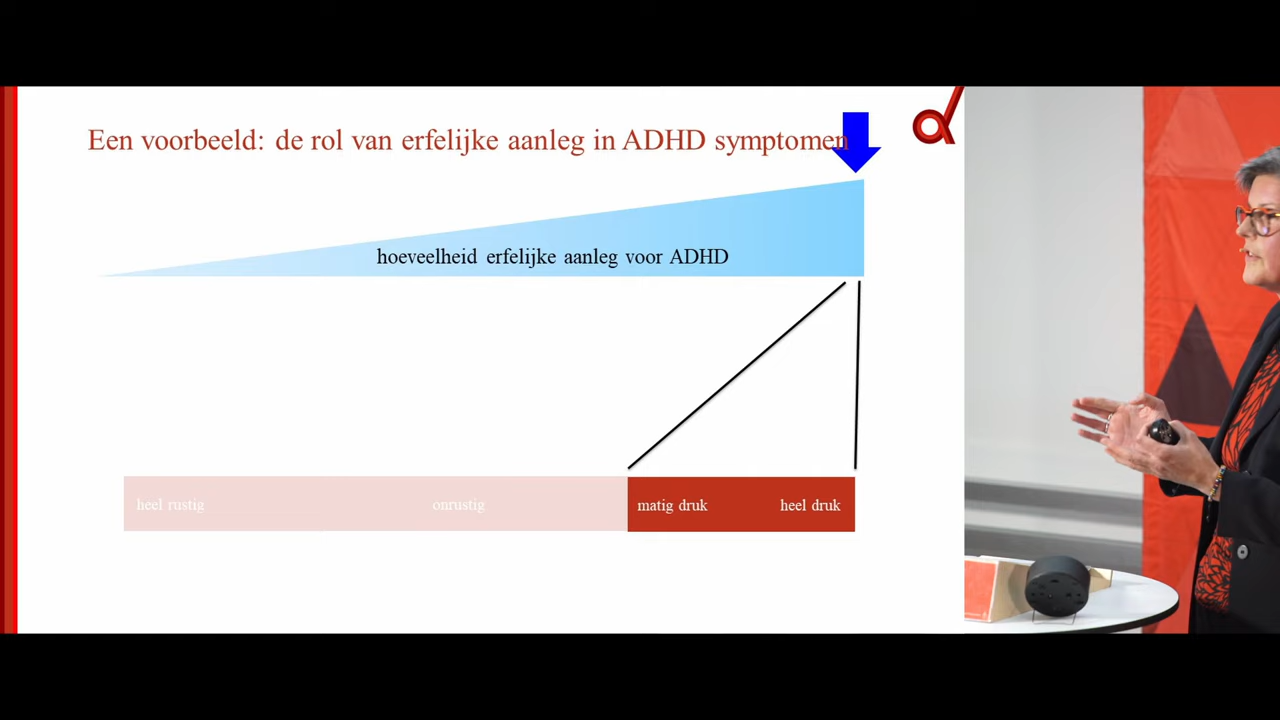 Een voorbeeld: de rol van erfelijke aanleg in ADHD symptomen
hoeveelheid erfelijke aanleg voor ADHD
heel rustig onrustig matig druk heel druk